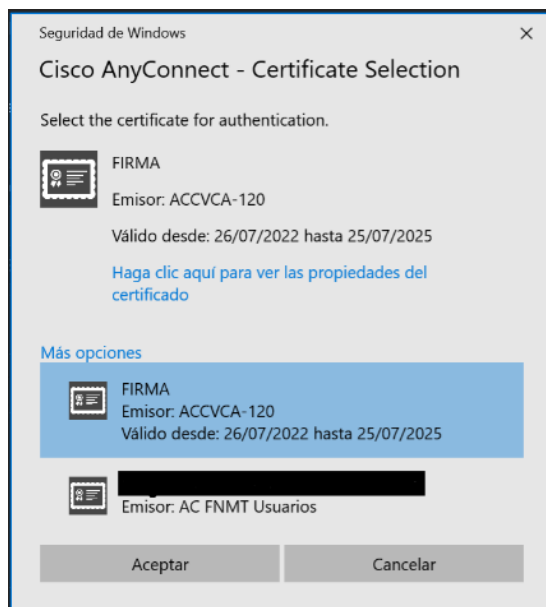 Seguridad de Windows
Cisco AnyConnect - Certificate Selection
Select the certificate for authentication.
FIRMA
Emisor: ACCVCA-120
Válido desde: 26/07/2022 hasta 25/07/2025
Haga clic aquí para ver las propiedades del
certificado
Más opciones
FIRMA
Emisor: ACCVCA-120
Válido desde: 26/07/2022 hasta 25/07/2025
Emisor: AC FNMT Usuarios
Aceptar
Cancelar